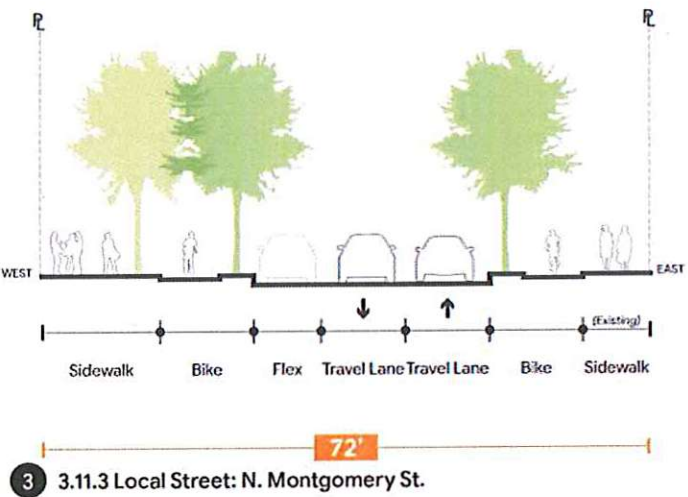 PL PL
WEST EAST
(Existing)
Sidewalk Bike Flex Travel Lane Travel Lane Bike Sidewalk
72'
3 3.11.3 Local Street: N. Montgomery St.